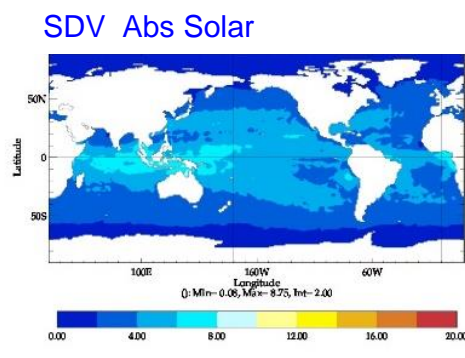 SDV Abs Solar
50N
0
50S
Latitude
100E 160W 60W
Longitude
(): Min= 0.08, Max= 8.75, Int= 2.00
0.00 4.00 8.00 12.00 16.00 20.00